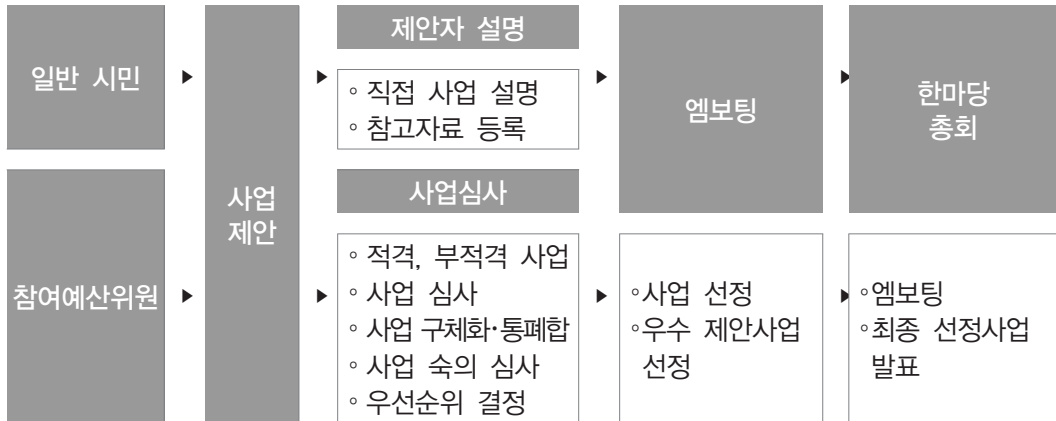 일반 시민
참여예산위원
사업
제안
제안자 설명
◦ 직접 사업 설명
◦ 참고자료 등록
사업심사
◦ 적격, 부적격 사업
◦ 사업 심사
◦ 사업 구체화·통폐합
◦ 사업 숙의 심사
◦ 우선순위 결정
엠보팅
◦사업 선정
◦우수 제안사업
선정
한마당
총회
◦엠보팅
◦최종 선정사업
발표